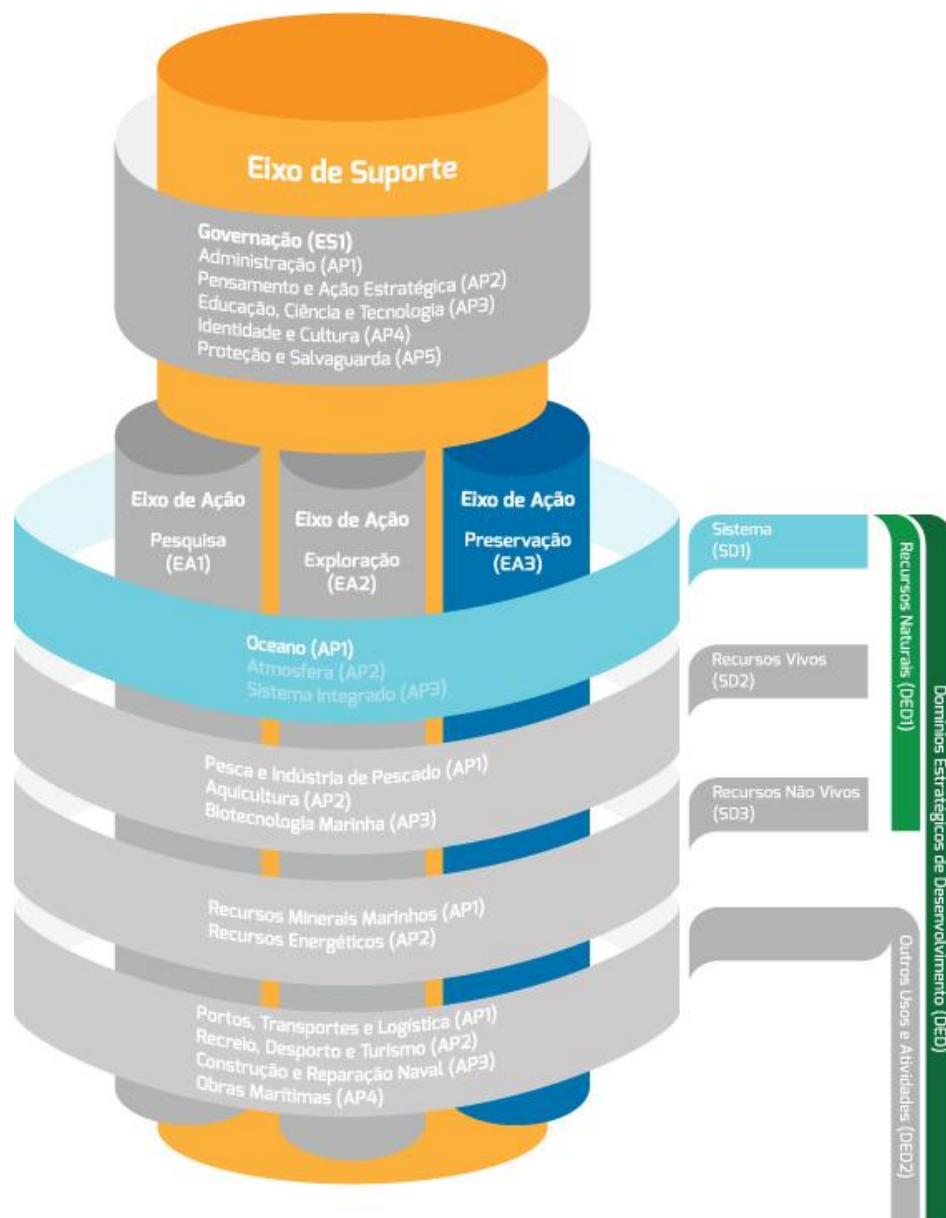 Eixo de Suporte
Governação (ES1)
Administração (AP1)
Pensamento e Ação Estratégica (AP2)
Educação, Ciência e Tecnologia (AP3)
Identidade e Cultura (AP4)
Proteção e Salvaguarda (AP5)
Eixo de Ação
Pesquisa
(EA1)
Eixo de Ação
Exploração
(EA2)
Eixo de Ação
Preservação
(EA3)
Oceano (AP1)
Atmosfera (AP2)
Sistema Integrado (AP3)
Pesca e Indústria de Pescado (AP1)
Aquicultura (AP2)
Biotecnologia Marinha (AP3)
Recursos Minerais Marinhos (AP1)
Recursos Energéticos (AP2)
Portos, Transportes e Logística (AP1)
Recreio, Desporto e Turismo (AP2)
Construção e Reparação Naval (AP3)
Obras Marítimas (AP4)
Sistema
(SD1)
Recursos Vivos
(SD2)
Recursos Não Vivos
(SD3)
Recursos Naturais (DED1)
Outros Usos e Atividades (DED2)
Domínios Estratégicos de Desenvolvimento (DED)